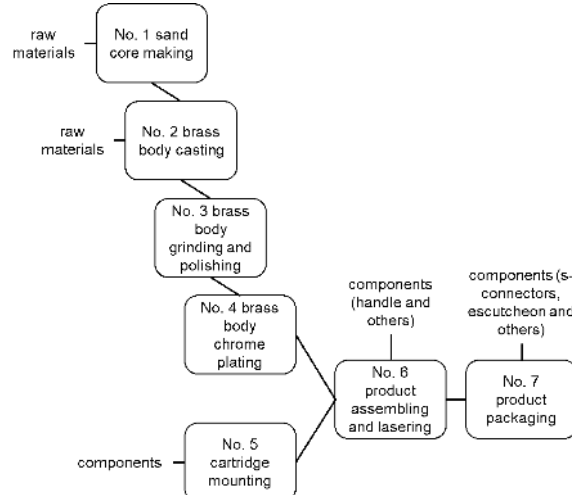 raw
materials
No. 1 sand
core making
raw
materials
No. 2 brass
body casting
No. 3 brass
body
grinding and
polishing
No. 4 brass
body
chrome
plating
components
(handle and
others)
components (s-
connectors,
escutcheon and
others)
No. 6
product
assembling
and lasering
No. 7
product
packaging
components
No. 5
cartridge
mounting